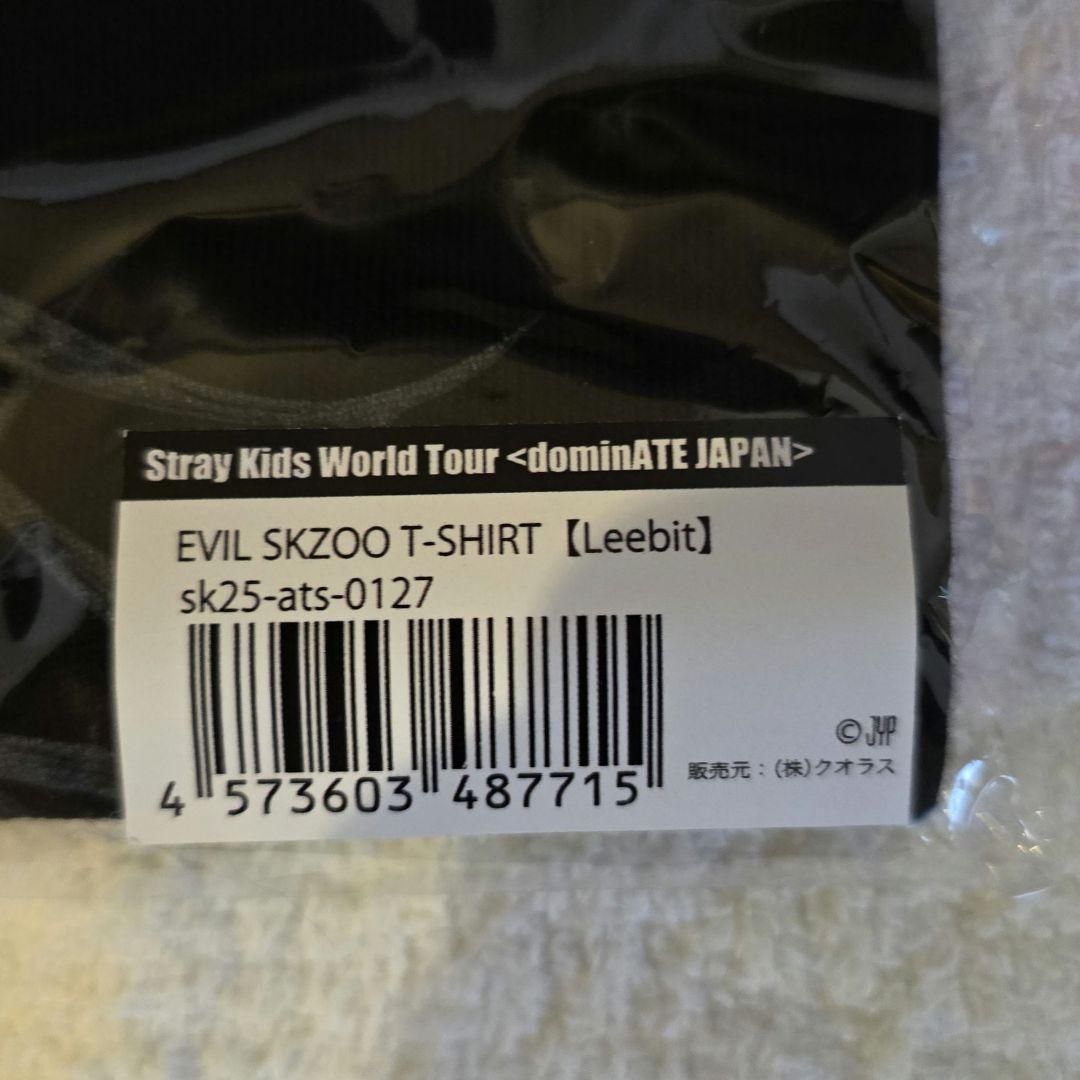 Stray Kids World Tour <dominATE JAPAN>
EVIL SKZOO T-SHIRT【Leebit】
sk25-ats-0127
4 573603 487715
© JYP
販売元：(株)クオラス